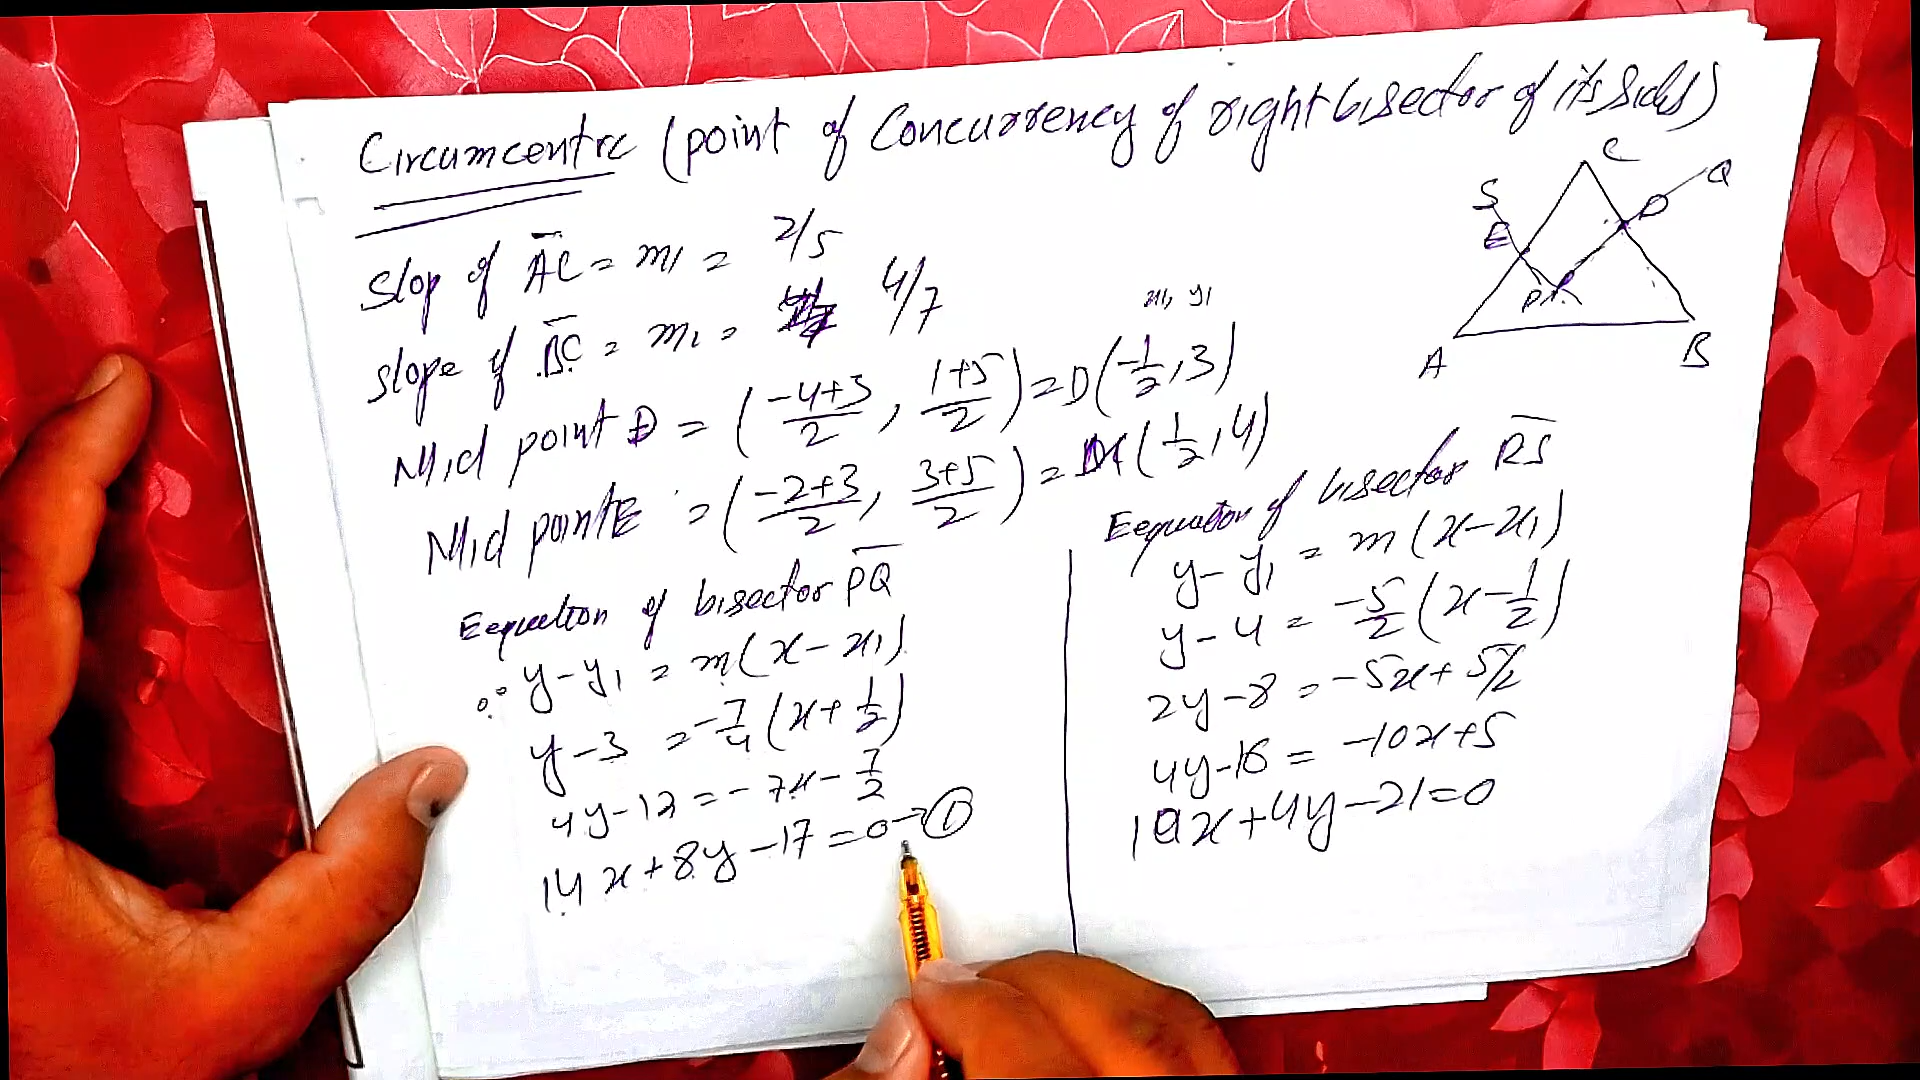 Circumcentre (point of Concurrency of right bisector of its sides)
Slop of AC = m1 = 2/5
slope of BC = m2 = 4/7
x1, y1
Mid point D = (-4+3/2, 1+5/2) = D(-1/2, 3)
Mid point E = (-2+3/2, 3+5/2) = (1/2, 4)
C
S
Q
D
E
P
A
B
Eequation of bisector PQ
∴ y-y1 = m(x-x1)
y-3 = -7/4 (x+1/2)
4y-12 = -7x-7/2
14x+8y-17=0→①
Eequation of bisector RS
y-y1 = m(x-x1)
y-4 = -5/2 (x-1/2)
2y-8 = -5x+5/2
4y-16 = -10x+5
10x+4y-21=0